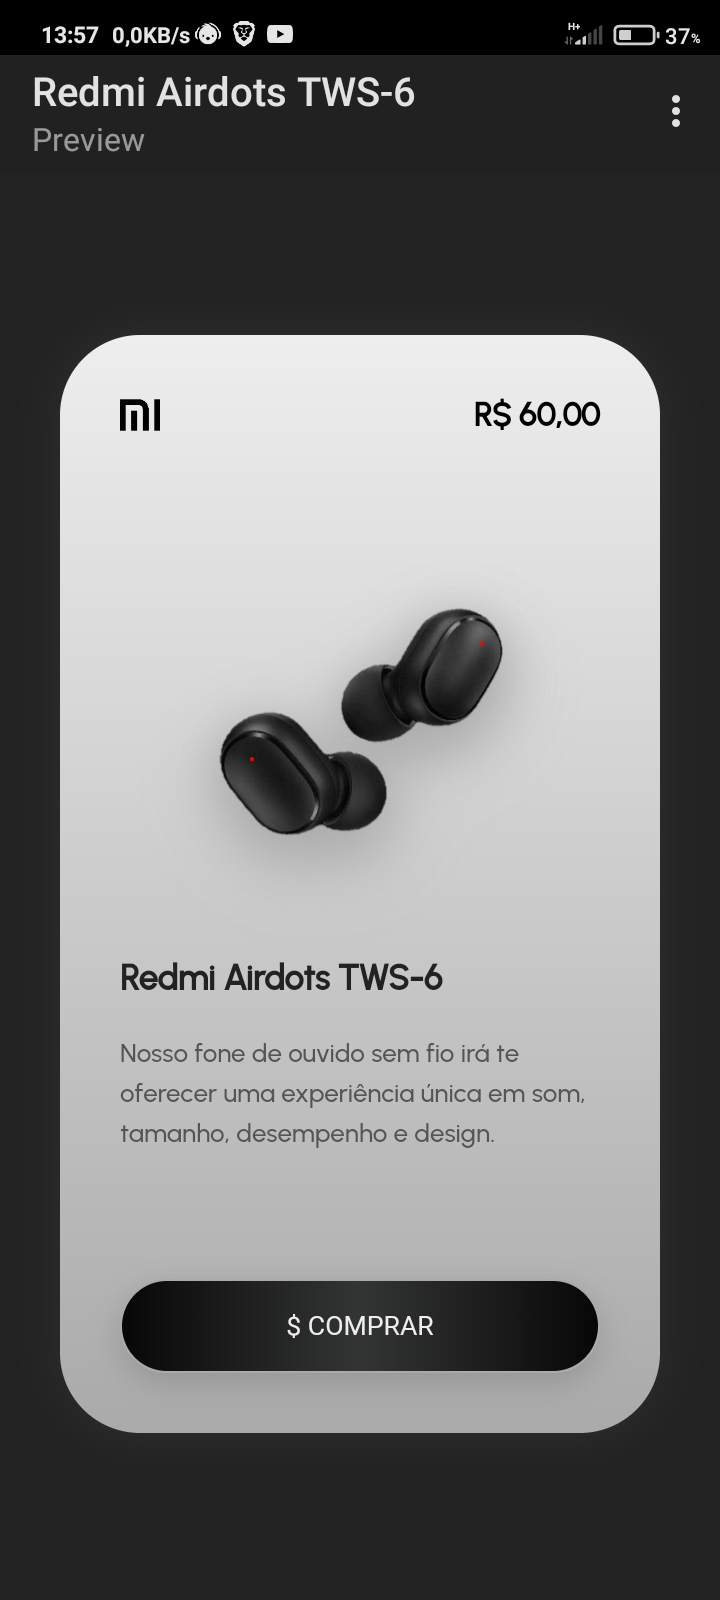 13:57 0,0KB/s H+ 37%
Redmi Airdots TWS-6
Preview
MI R$ 60,00
Redmi Airdots TWS-6
Nosso fone de ouvido sem fio irá te
oferecer uma experiência única em som,
tamanho, desempenho e design.
$ COMPRAR